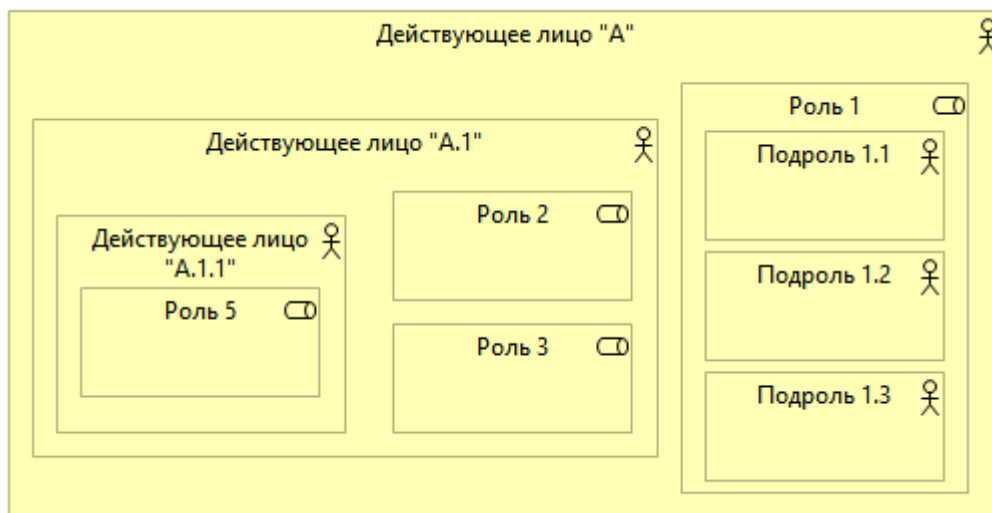 Действующее лицо "А"
Действующее лицо "А.1"
Действующее лицо
"А.1.1"
Роль 5
Роль 2
Роль 3
Роль 1
Подроль 1.1
Подроль 1.2
Подроль 1.3